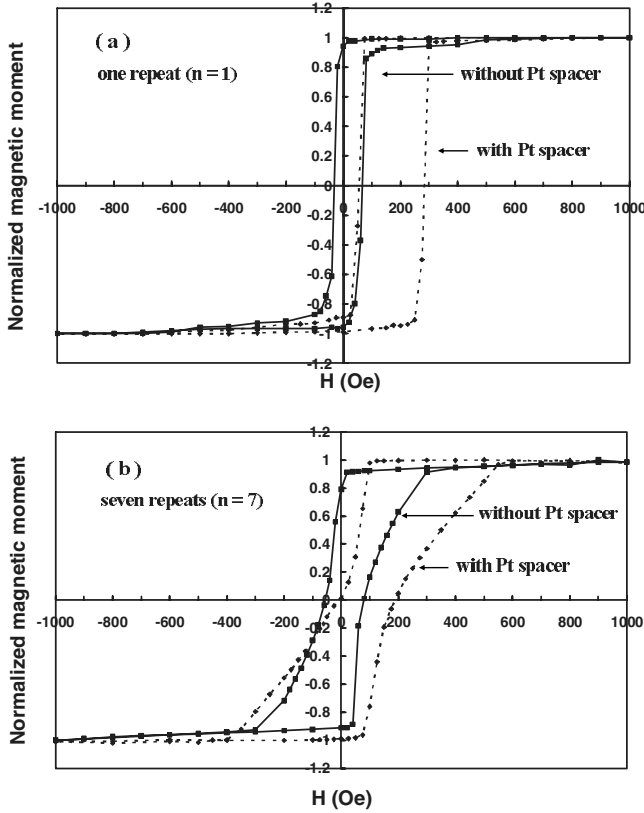 1.2
( a )
1
one repeat (n = 1)
0.8
without Pt spacer
0.6
0.4
with Pt spacer
0.2
0
-1000 -800 -600 -400 -200 0 200 400 600 800 1000
-0.2
-0.4
-0.6
-0.8
-1
-1.2
H (Oe)
Normalized magnetic moment
1.2
( b )
1
seven repeats (n = 7)
0.8
without Pt spacer
0.6
0.4
with Pt spacer
0.2
0
-1000 -800 -600 -400 -200 0 200 400 600 800 1000
-0.2
-0.4
-0.6
-0.8
-1
-1.2
H (Oe)
Normalized magnetic moment